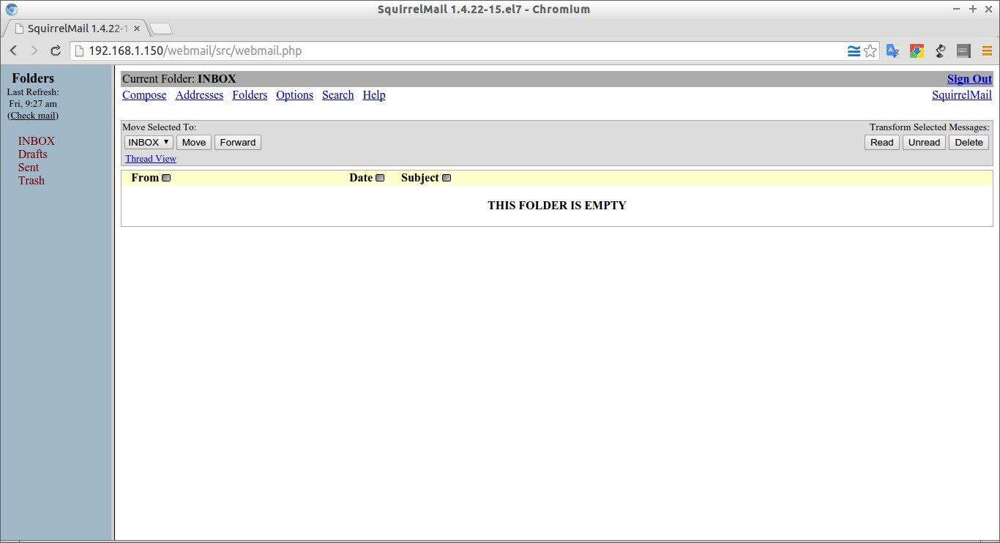 SquirrelMail 1.4.22-15.el7 - Chromium
SquirrelMail 1.4.22-1
192.168.1.150/webmail/src/webmail.php
Folders
Last Refresh:
Fri, 9:27 am
(Check mail)
INBOX
Drafts
Sent
Trash
Current Folder: INBOX Sign Out
Compose Addresses Folders Options Search Help SquirrelMail
Move Selected To: Transform Selected Messages:
INBOX Move Forward Read Unread Delete
Thread View
From Date Subject
THIS FOLDER IS EMPTY